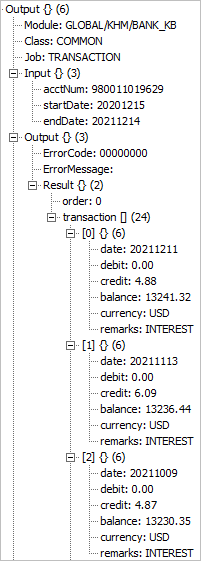 Output {} (6)
Module: GLOBAL/KHM/BANK_KB
Class: COMMON
Job: TRANSACTION
Input {} (3)
acctNum: 980011019629
startDate: 20201215
endDate: 20211214
Output {} (3)
ErrorCode: 00000000
ErrorMessage:
Result {} (2)
order: 0
transaction [] (24)
[0] {} (6)
date: 20211211
debit: 0.00
credit: 4.88
balance: 13241.32
currency: USD
remarks: INTEREST
[1] {} (6)
date: 20211113
debit: 0.00
credit: 6.09
balance: 13236.44
currency: USD
remarks: INTEREST
[2] {} (6)
date: 20211009
debit: 0.00
credit: 4.87
balance: 13230.35
currency: USD
remarks: INTEREST